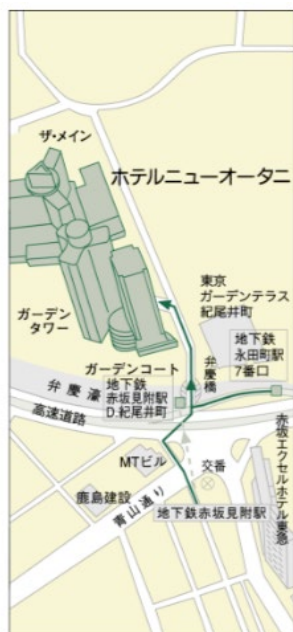 ザ・メイン
ホテルニューオータニ
東京
ガーデンテラス
紀尾井町
ガーデン
タワー
地下鉄
永田町駅
7番口
ガーデンコート
弁慶橋
弁慶濠
地下鉄
赤坂見附駅
D.紀尾井町
高速道路
赤坂エクセルホテル東急
MTビル
交番
鹿島建設
青山通り
地下鉄赤坂見附駅